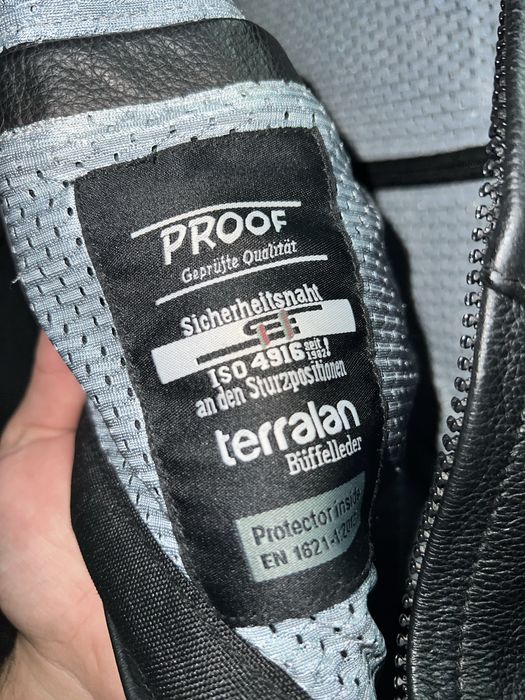 PROOF
Geprüfte Qualität
Sicherheitsnaht
ISO 4916 seit 1982!
an den Sturzpositionen
terralan
Büffelleder
Protector inside
EN 1621-1:2012